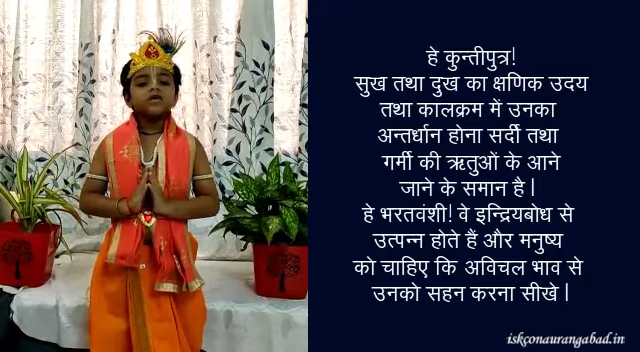 हे कुन्तीपुत्र!
सुख तथा दुख का क्षणिक उदय
तथा कालक्रम में उनका
अन्तर्धान होना सर्दी तथा
गर्मी की ऋतुओं के आने
जाने के समान है |
हे भरतवंशी! वे इन्द्रियबोध से
उत्पन्न होते हैं और मनुष्य
को चाहिए कि अविचल भाव से
उनको सहन करना सीखे |
iskconaurangabad.in